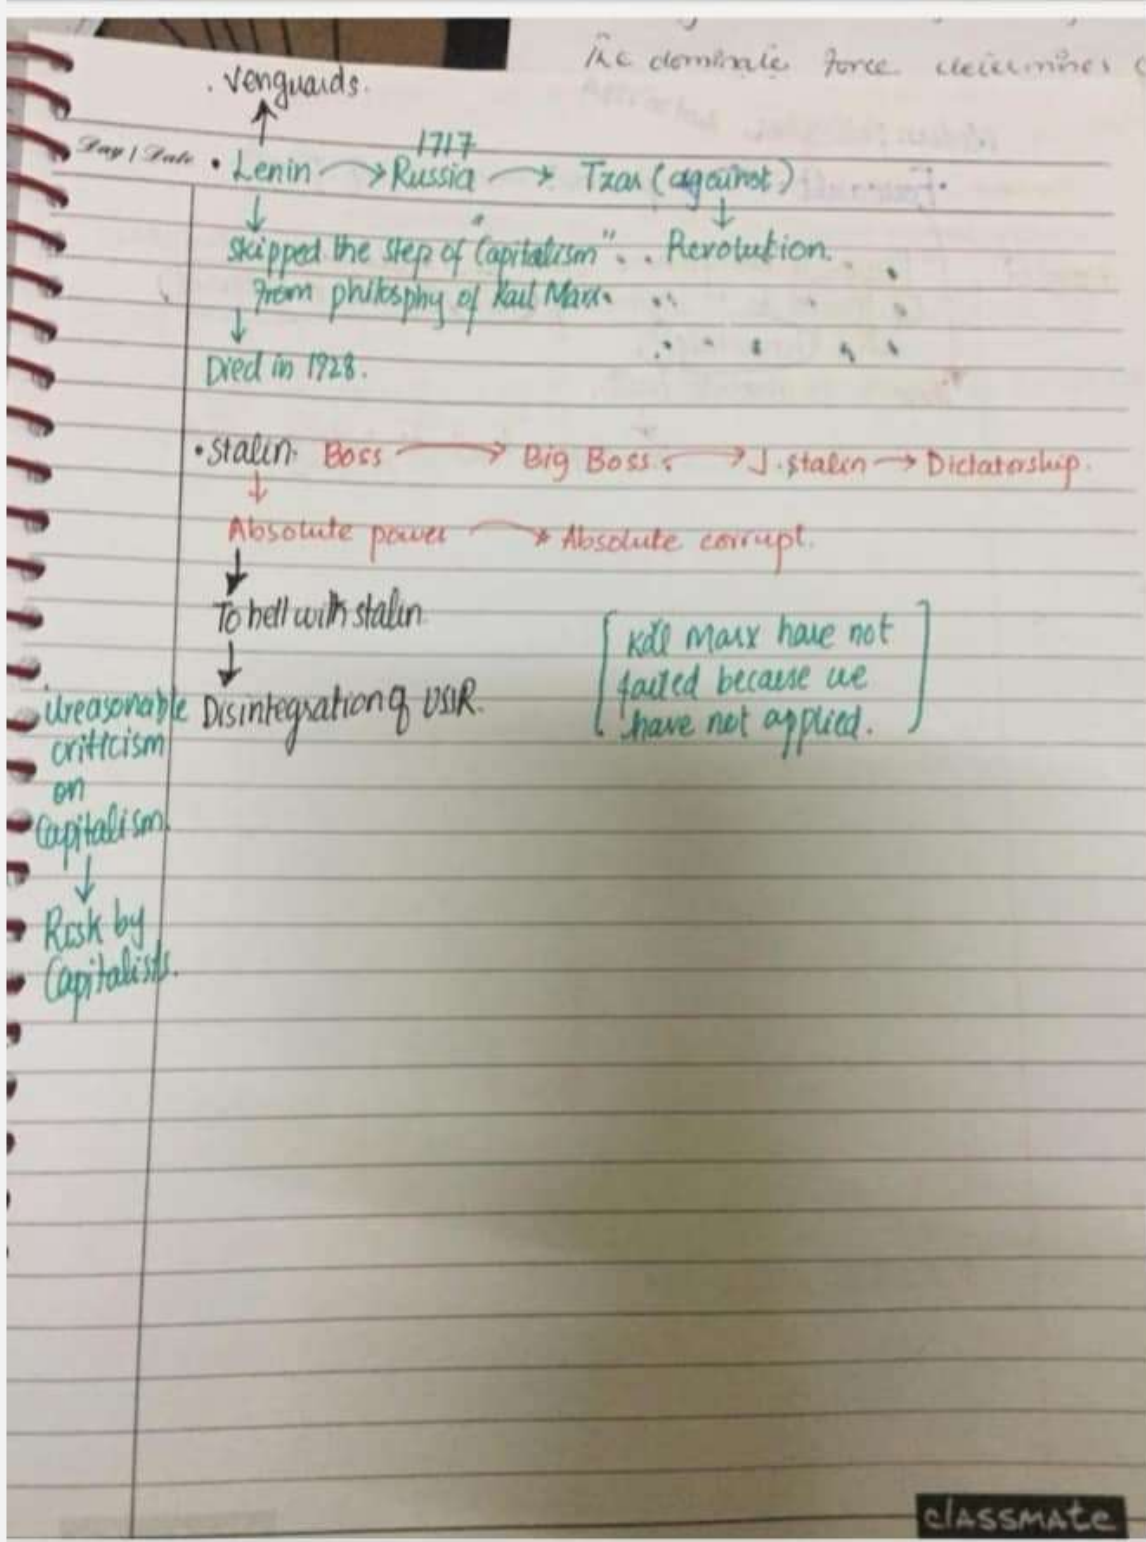 The dominate force determines
. Venguards.
1717
Day / Date
• Lenin → Russia → Tzar (against)
↓ ↓
skipped the step of "Capitalism" . . Revolution.
from philosphy of Karl Marx.
↓
Died in 1928.
• Stalin. Boss → Big Boss. → J. Stalin → Dictatorship.
↓
Absolute power → Absolute corrupt.
↓
To hell with stalin.
↓
Disintegration of USSR.
[Karl Marx have not
failed because we
have not applied.]
Ureasonable
criticism
on
Capitalism
↓
Risk by
Capitalists.
classmate